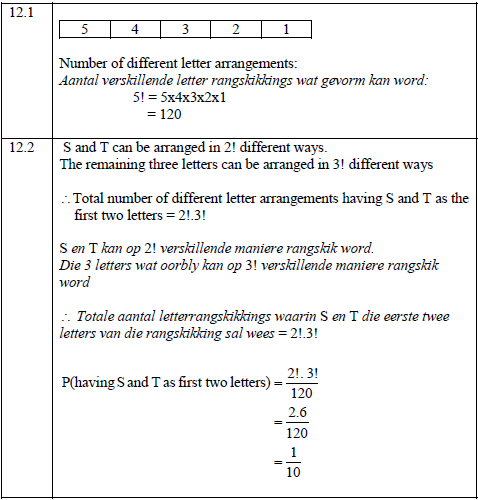 12.1
5 4 3 2 1
Number of different letter arrangements:
Aantal verskillende letter rangskikkings wat gevorm kan word:
5! = 5x4x3x2x1
= 120
12.2
S and T can be arranged in 2! different ways.
The remaining three letters can be arranged in 3! different ways
∴ Total number of different letter arrangements having S and T as the
first two letters = 2!.3!
S en T kan op 2! verskillende maniere rangskik word.
Die 3 letters wat oorbly kan op 3! verskillende maniere rangskik
word
∴ Totale aantal letterrangskikkings waarin S en T die eerste twee
letters van die rangskikking sal wees = 2!.3!
P(having S and T as first two letters) = 2!. 3!/120
= 2.6/120
= 1/10